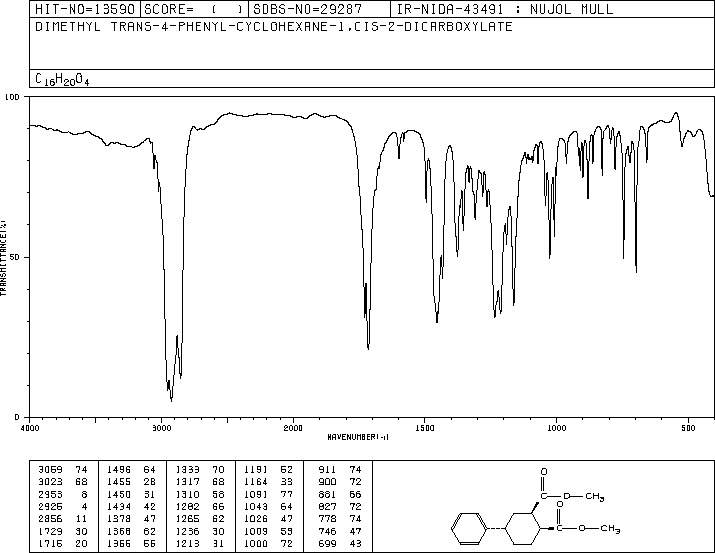 HIT-NO=13590 SCORE= ( ) SDBS-NO=29287 IR-NIDA-43491 : NUJOL MULL
DIMETHYL TRANS-4-PHENYL-CYCLOHEXANE-1,CIS-2-DICARBOXYLATE
C16H20O4
100
50
0
TRANSMITTANCE(%)
4000 3000 2000 1500 1000 500
WAVENUMBER(-1)
3069 74 1496 64 1333 70 1191 52 911 74
3023 68 1455 28 1317 68 1164 33 900 72
2953 8 1450 31 1310 58 1091 77 881 66
2925 4 1434 42 1282 66 1043 64 827 72
2856 11 1378 47 1265 62 1026 47 778 74
1729 30 1368 62 1236 30 1009 59 746 47
1716 20 1355 56 1213 31 1000 72 699 43
O
C O CH3
O
C O CH3